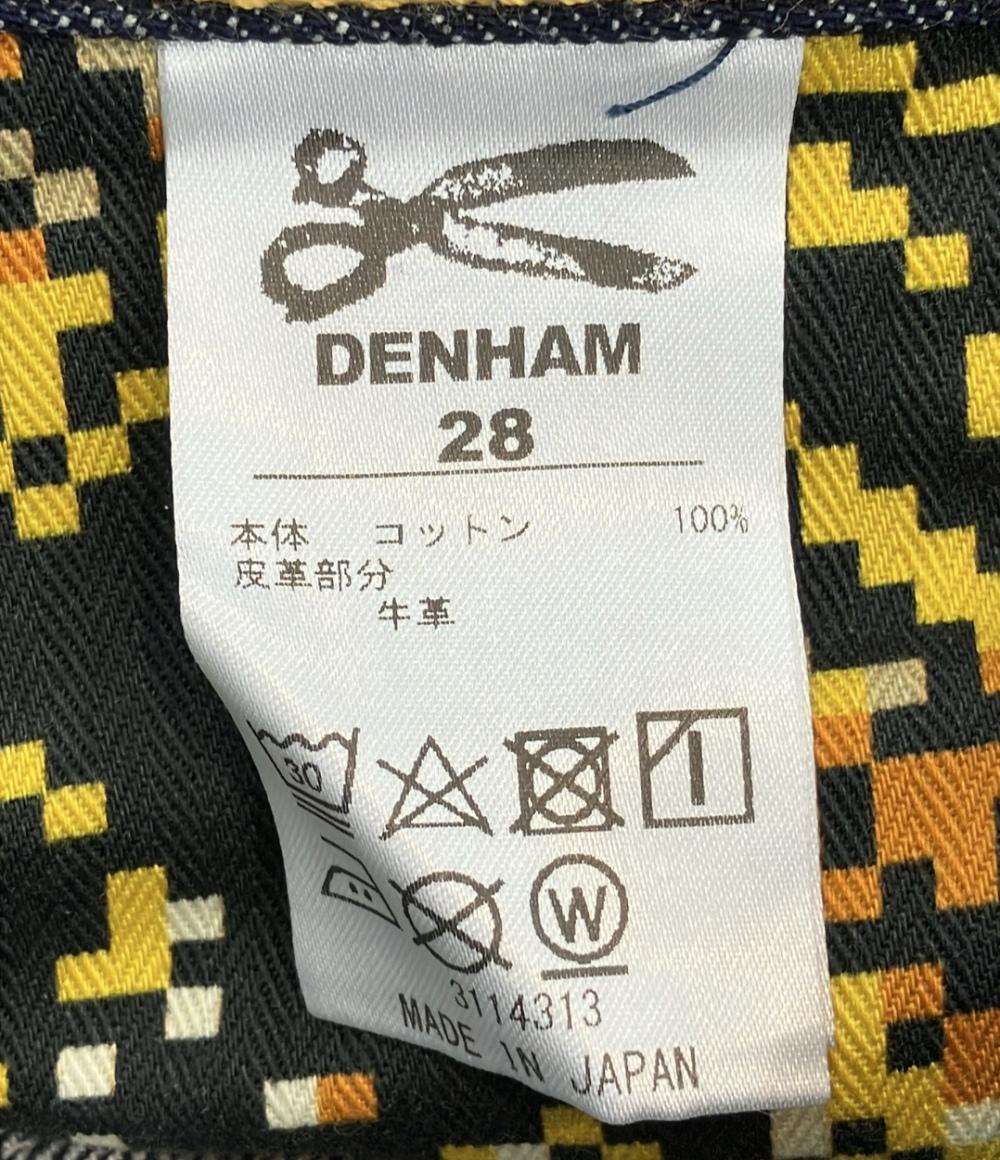 DENHAM
28
本体 コットン 100%
皮革部分
牛革
30
W
3114313
MADE IN JAPAN